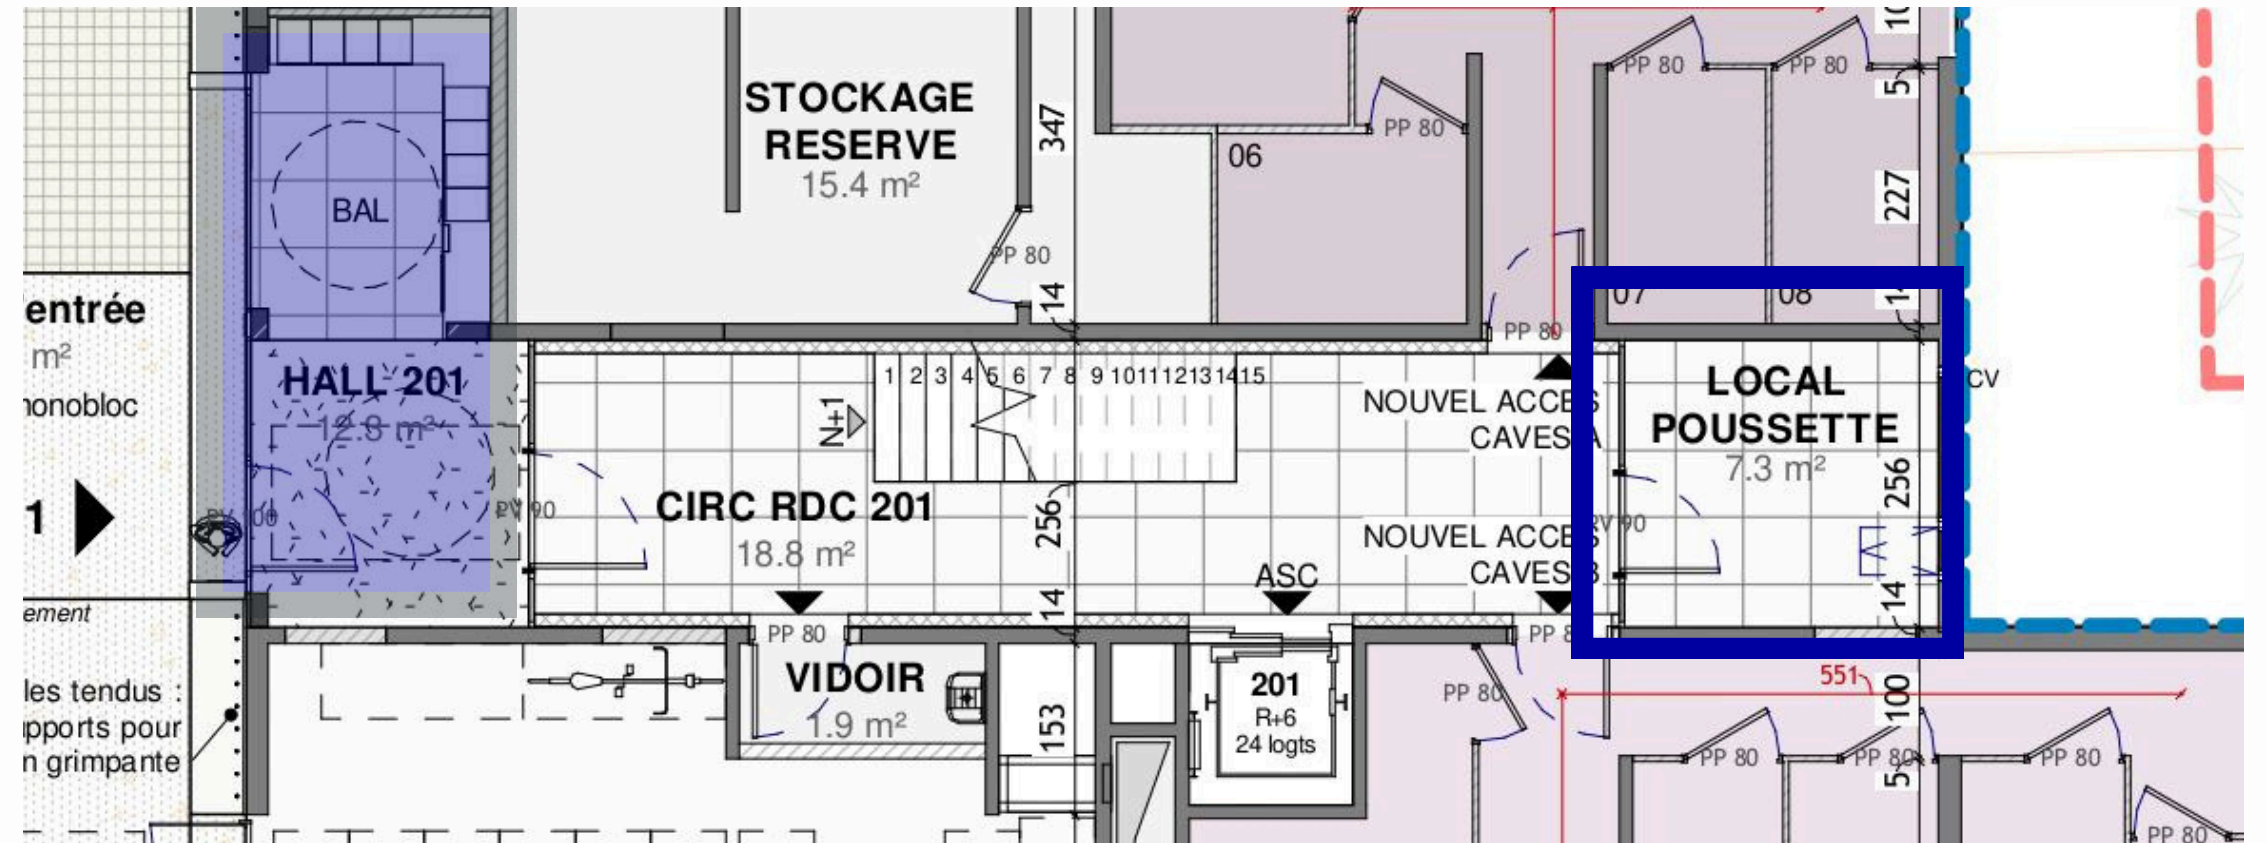 STOCKAGE
RESERVE
15.4 m²
347
14
PP 80
06
PP 80
PP 80
PP 80
5
227
07
08
BAL
entrée
m²
HALL 201
12.3 m²
PV 90
1
N+1
1 2 3 4 5 6 7 8 9 10 11 12 13 14 15
CIRC RDC 201
18.8 m²
256
14
PP 80
NOUVEL ACCES
CAVES A
NOUVEL ACCES
CAVES B
ASC
LOCAL
POUSSETTE
7.3 m²
PV 90
256
14
CV
ement
les tendus :
pports pour
n grimpante
PP 80
VIDOIR
1.9 m²
153
201
R+6
24 logts
PP 80
551
100
5
PP 80
PP 80
PP 80
PP 80